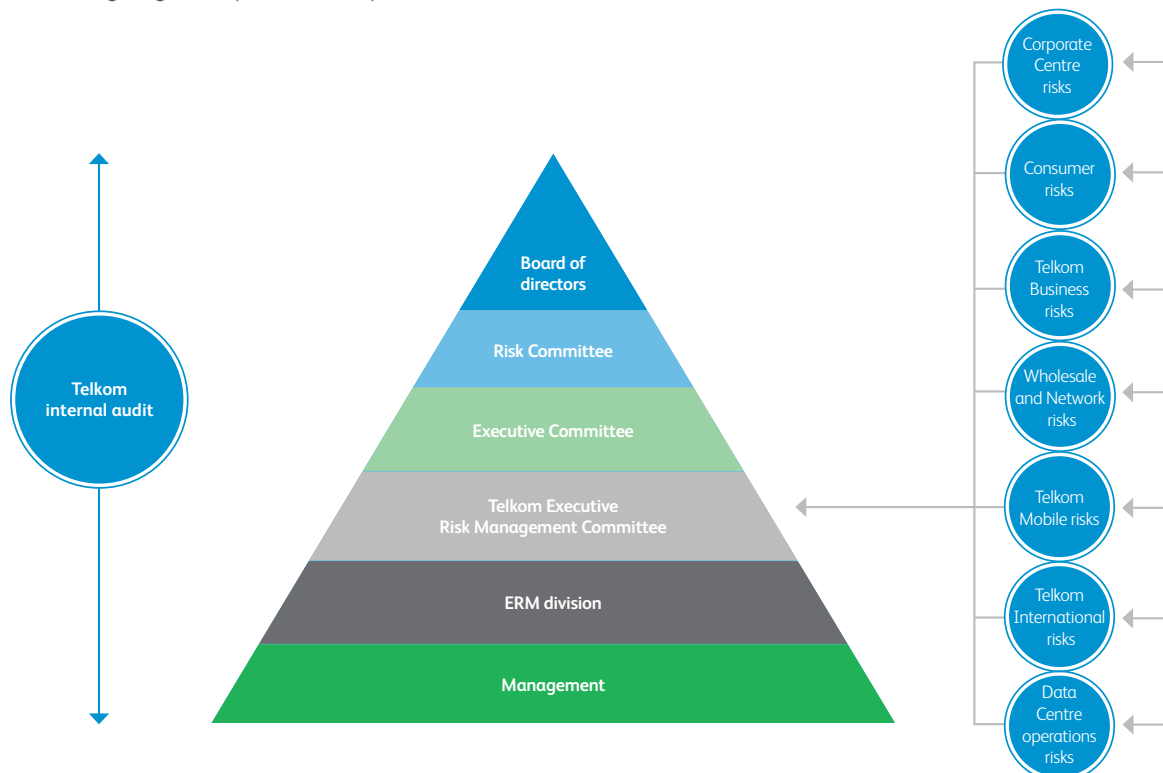 Corporate
Centre
risks
Consumer
risks
Telkom
Business
risks
Wholesale
and Network
risks
Telkom
Mobile risks
Telkom
International
risks
Data
Centre
operations
risks
Telkom
internal audit
Board of
directors
Risk Committee
Executive Committee
Telkom Executive
Risk Management Committee
ERM division
Management